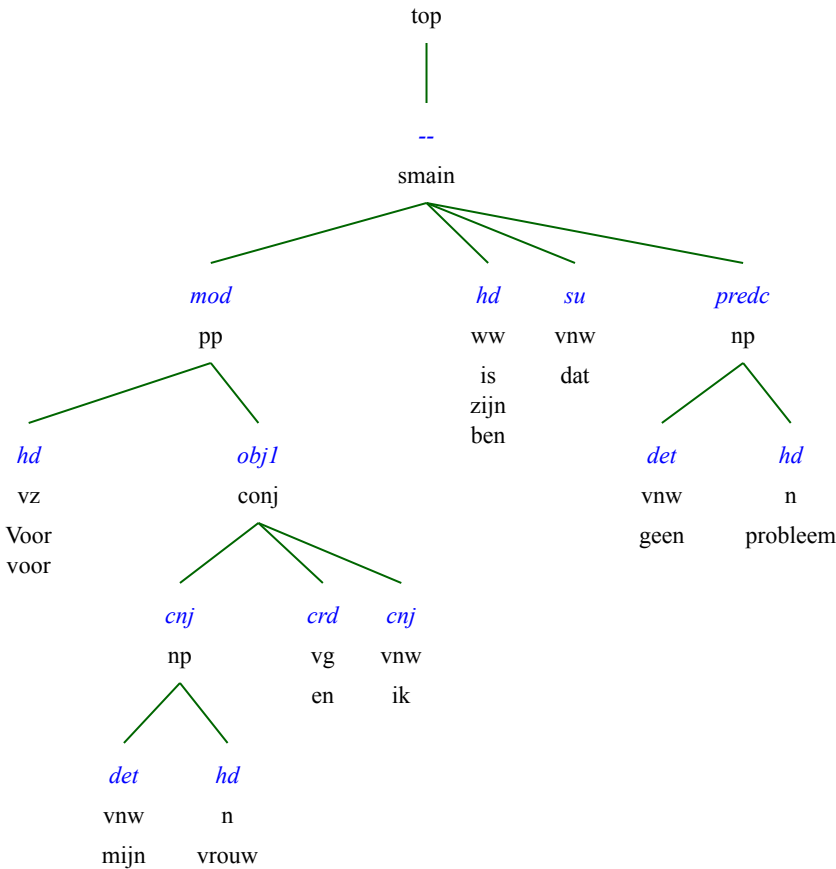 top
--
smain
mod hd su predc
pp ww vnw np
is dat
zijn
ben
hd obj1 det hd
vz conj vnw n
Voor geen probleem
voor
cnj crd cnj
np vg vnw
en ik
det hd
vnw n
mijn vrouw